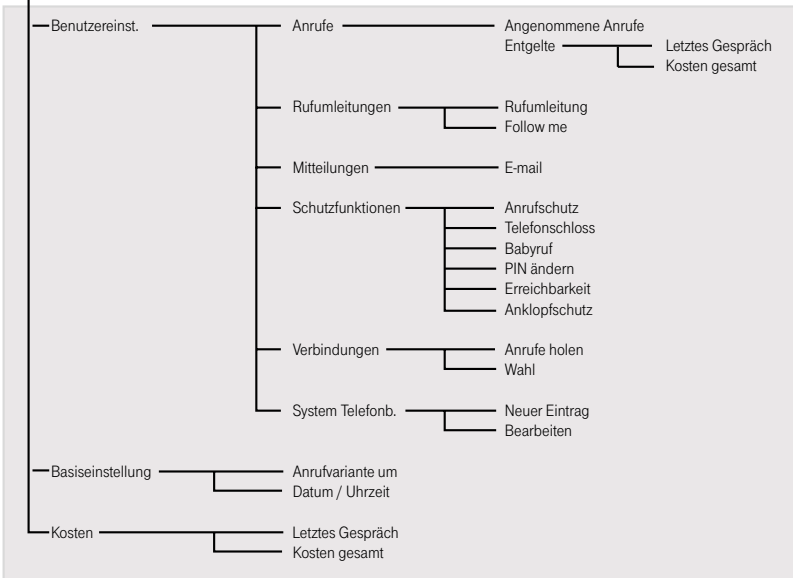 Benutzereinst. Anrufe Angenommene Anrufe
Entgelte Letztes Gespräch
Kosten gesamt
Rufumleitungen Rufumleitung
Follow me
Mitteilungen E-mail
Schutzfunktionen Anrufschutz
Telefonschloss
Babyruf
PIN ändern
Erreichbarkeit
Anklopfschutz
Verbindungen Anrufe holen
Wahl
System Telefonb. Neuer Eintrag
Bearbeiten
Basiseinstellung Anrufvariante um
Datum / Uhrzeit
Kosten Letztes Gespräch
Kosten gesamt